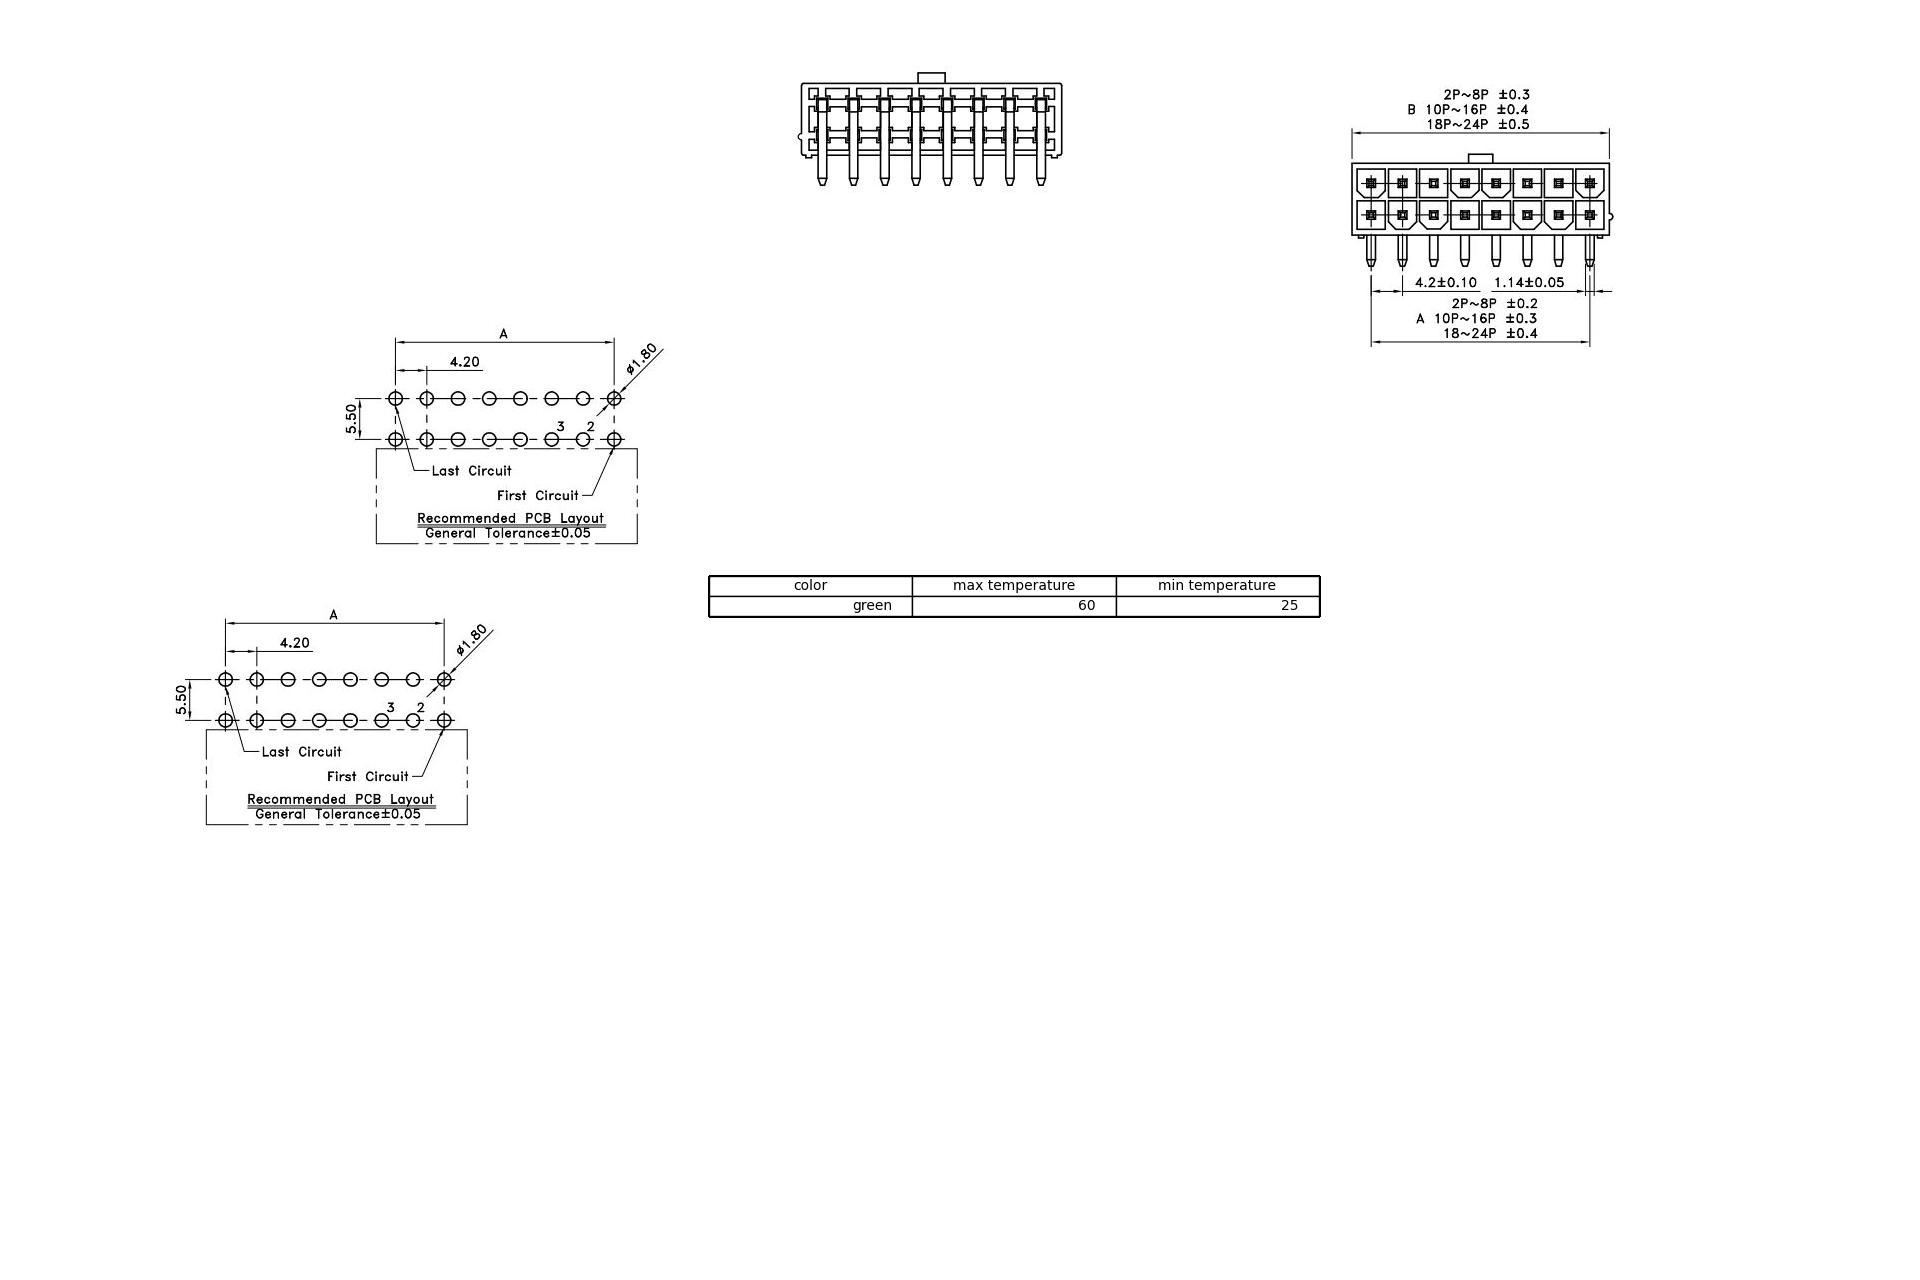 2P~8P ±0.3
B 10P~16P ±0.4
18P~24P ±0.5
4.2±0.10 1.14±0.05
2P~8P ±0.2
A 10P~16P ±0.3
18~24P ±0.4
A
4.20
ø1.80
5.50
3 2
Last Circuit
First Circuit
Recommended PCB Layout
General Tolerance±0.05
color max temperature min temperature
green 60 25
A
4.20
ø1.80
5.50
3 2
Last Circuit
First Circuit
Recommended PCB Layout
General Tolerance±0.05